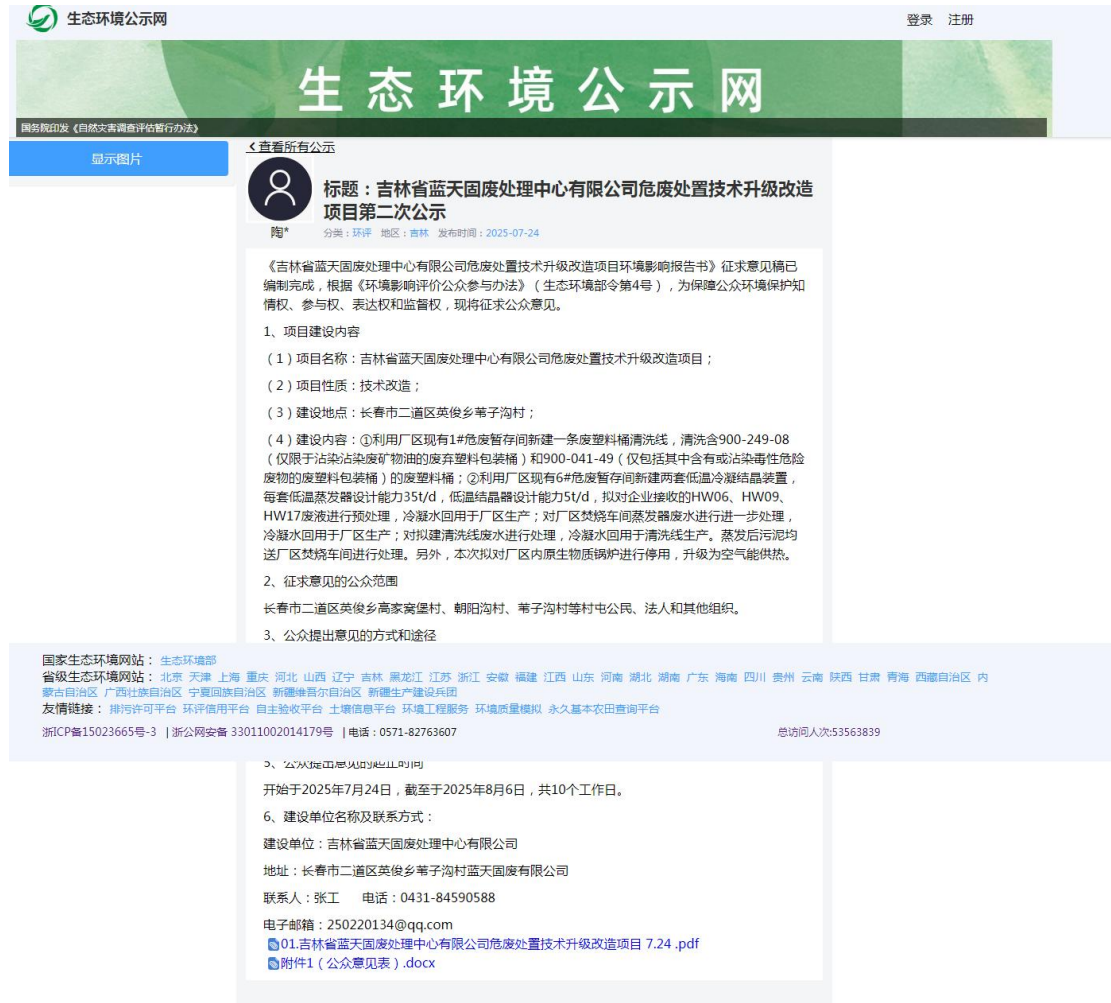 生态环境公示网
登录 注册
生态环境公示网
国务院印发《自然灾害调查评估暂行办法》
显示图片
<查看所有公示
标题：吉林省蓝天固废处理中心有限公司危废处置技术升级改造
项目第二次公示
陶*
分类：环评 地区：吉林 发布时间：2025-07-24
《吉林省蓝天固废处理中心有限公司危废处置技术升级改造项目环境影响报告书》征求意见稿已
编制完成，根据《环境影响评价公众参与办法》（生态环境部令第4号），为保障公众环境保护知
情权、参与权、表达权和监督权，现将征求公众意见。
1、项目建设内容
（1）项目名称：吉林省蓝天固废处理中心有限公司危废处置技术升级改造项目；
（2）项目性质：技术改造；
（3）建设地点：长春市二道区英俊乡苇子沟村；
（4）建设内容：①利用厂区现有1#危废暂存间新建一条废塑料桶清洗线，清洗含900-249-08
（仅限于沾染沾染废矿物油的废弃塑料包装桶）和900-041-49（仅包括其中含有或沾染毒性危险
废物的废塑料包装桶）的废塑料桶；②利用厂区现有6#危废暂存间新建两套低温冷凝结晶装置，
每套低温蒸发器设计能力35t/d，低温结晶器设计能力5t/d，拟对企业接收的HW06、HW09、
HW17废液进行预处理，冷凝水回用于厂区生产；对厂区焚烧车间蒸发器废水进行进一步处理，
冷凝水回用于厂区生产；对拟建清洗线废水进行处理，冷凝水回用于清洗线生产。蒸发后污泥均
送厂区焚烧车间进行处理。另外，本次拟对厂区内原生物质锅炉进行停用，升级为空气能供热。
2、征求意见的公众范围
长春市二道区英俊乡高家窝堡村、朝阳沟村、苇子沟村等村屯公民、法人和其他组织。
3、公众提出意见的方式和途径
国家生态环境网站： 生态环境部
省级生态环境网站： 北京 天津 上海 重庆 河北 山西 辽宁 吉林 黑龙江 江苏 浙江 安徽 福建 江西 山东 河南 湖北 湖南 广东 海南 四川 贵州 云南 陕西 甘肃 青海 西藏自治区 内
蒙古自治区 广西壮族自治区 宁夏回族自治区 新疆维吾尔自治区 新疆生产建设兵团
友情链接： 排污许可平台 环评信用平台 自主验收平台 土壤信息平台 环境工程服务 环境质量模拟 永久基本农田查询平台
浙ICP备15023665号-3 |浙公网安备 33011002014179号 |电话：0571-82763607 总访问人次:53563839
5、公众提出意见的起止时间
开始于2025年7月24日，截至于2025年8月6日，共10个工作日。
6、建设单位名称及联系方式：
建设单位：吉林省蓝天固废处理中心有限公司
地址：长春市二道区英俊乡苇子沟村蓝天固废有限公司
联系人：张工 电话：0431-84590588
电子邮箱：250220134@qq.com
01.吉林省蓝天固废处理中心有限公司危废处置技术升级改造项目 7.24 .pdf
附件1（公众意见表）.docx